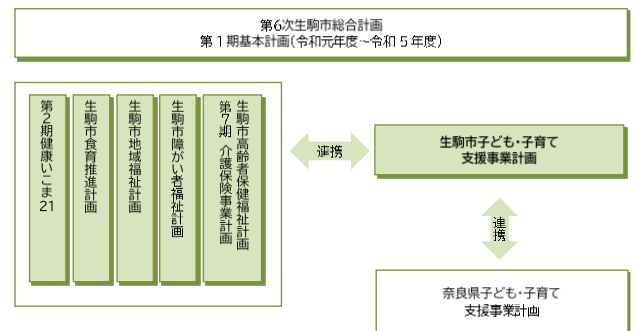 第6次生駒市総合計画
第1期基本計画(令和元年度~令和5年度)
第2期健康いこま21
生駒市食育推進計画
生駒市地域福祉計画
生駒市障がい者福祉計画
生駒市高齢者保健福祉計画
第7期 介護保険事業計画
連携
生駒市子ども・子育て
支援事業計画
連携
奈良県子ども・子育て
支援事業計画